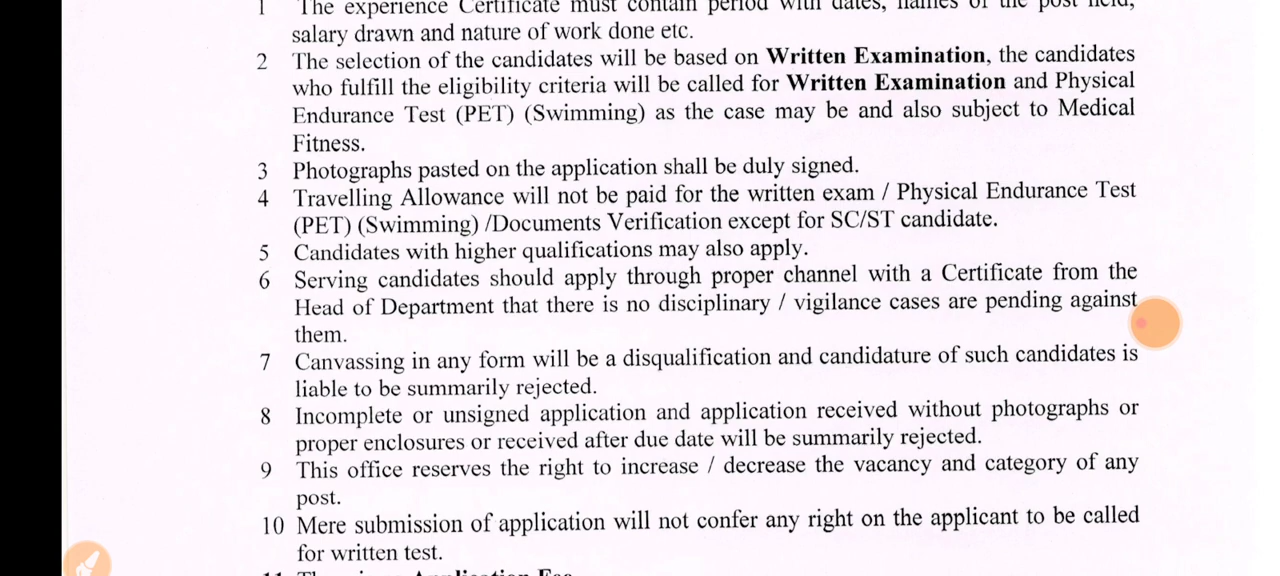 1 The experience Certificate must contain period with dates, names of the post held,
salary drawn and nature of work done etc.
2 The selection of the candidates will be based on Written Examination, the candidates
who fulfill the eligibility criteria will be called for Written Examination and Physical
Endurance Test (PET) (Swimming) as the case may be and also subject to Medical
Fitness.
3 Photographs pasted on the application shall be duly signed.
4 Travelling Allowance will not be paid for the written exam / Physical Endurance Test
(PET) (Swimming) /Documents Verification except for SC/ST candidate.
5 Candidates with higher qualifications may also apply.
6 Serving candidates should apply through proper channel with a Certificate from the
Head of Department that there is no disciplinary / vigilance cases are pending against
them.
7 Canvassing in any form will be a disqualification and candidature of such candidates is
liable to be summarily rejected.
8 Incomplete or unsigned application and application received without photographs or
proper enclosures or received after due date will be summarily rejected.
9 This office reserves the right to increase / decrease the vacancy and category of any
post.
10 Mere submission of application will not confer any right on the applicant to be called
for written test.